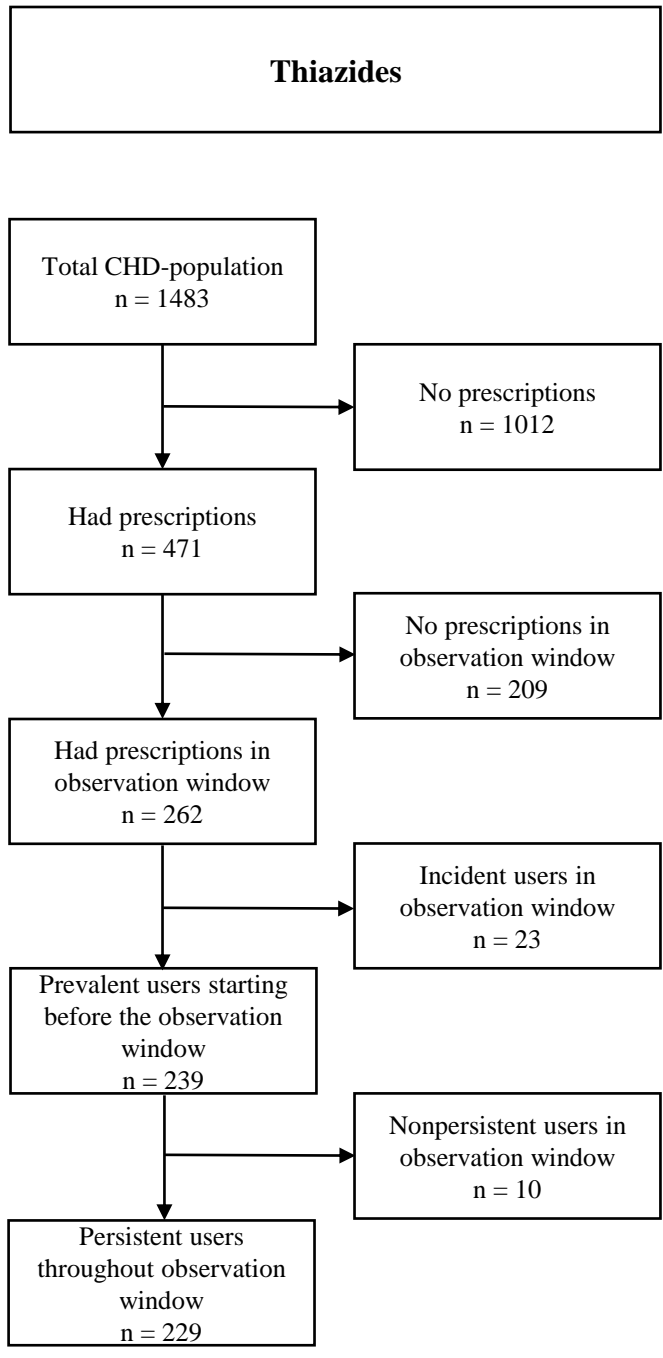 Thiazides
Total CHD-population
n = 1483
No prescriptions
n = 1012
Had prescriptions
n = 471
No prescriptions in
observation window
n = 209
Had prescriptions in
observation window
n = 262
Incident users in
observation window
n = 23
Prevalent users starting
before the observation
window
n = 239
Nonpersistent users in
observation window
n = 10
Persistent users
throughout observation
window
n = 229